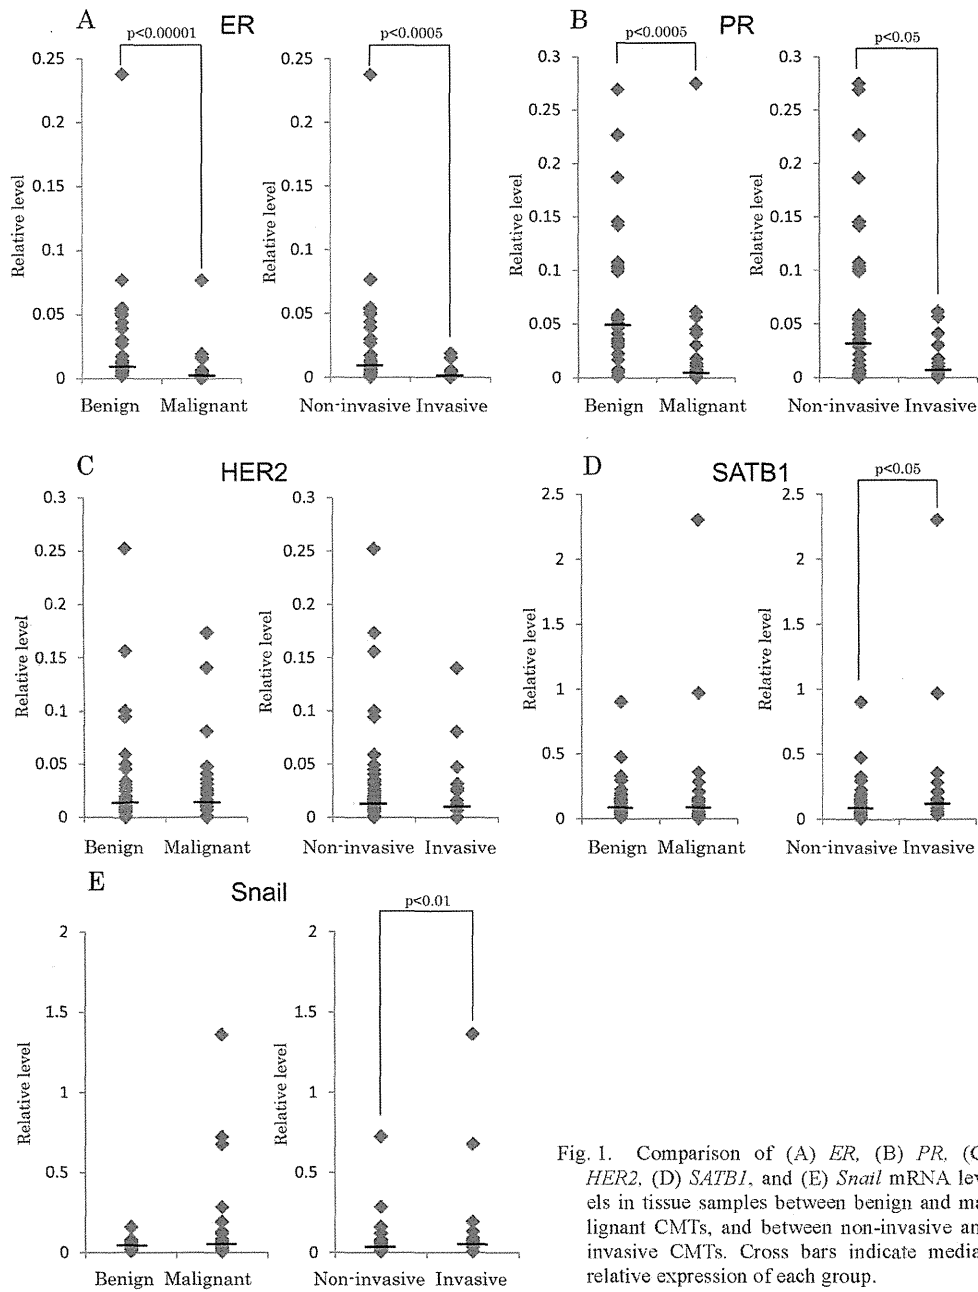 A
ER
p<0.00001
p<0.0005
0.25
0.2
0.15
0.1
0.05
0
Relative level
Benign Malignant
0.25
0.2
0.15
0.1
0.05
0
Relative level
Non-invasive Invasive
B
PR
p<0.0005
p<0.05
0.3
0.25
0.2
0.15
0.1
0.05
0
Relative level
Benign Malignant
0.3
0.25
0.2
0.15
0.1
0.05
0
Relative level
Non-invasive Invasive
C
HER2
0.3
0.25
0.2
0.15
0.1
0.05
0
Relative level
Benign Malignant
0.3
0.25
0.2
0.15
0.1
0.05
0
Relative level
Non-invasive Invasive
D
SATB1
p<0.05
2.5
2
1.5
1
0.5
0
Relative level
Benign Malignant
2.5
2
1.5
1
0.5
0
Relative level
Non-invasive Invasive
E
Snail
p<0.01
2
1.5
1
0.5
0
Relative level
Benign Malignant
2
1.5
1
0.5
0
Relative level
Non-invasive Invasive
Fig. 1. Comparison of (A) ER, (B) PR, (C
HER2, (D) SATB1, and (E) Snail mRNA lev
els in tissue samples between benign and ma
lignant CMTs, and between non-invasive an
invasive CMTs. Cross bars indicate media
relative expression of each group.